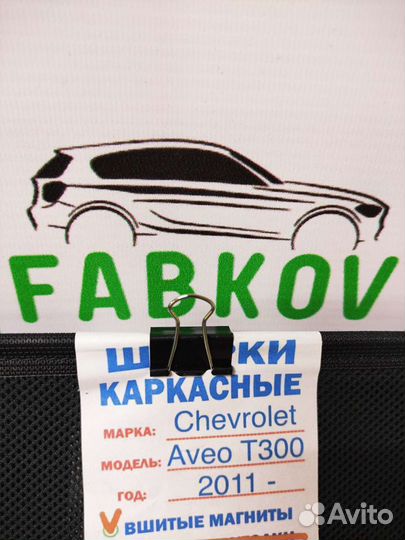 FABKOV
КАРКАСНЫЕ
МАРКА: Chevrolet
МОДЕЛЬ: Aveo T300
ГОД: 2011 -
ВШИТЫЕ МАГНИТЫ
Avito